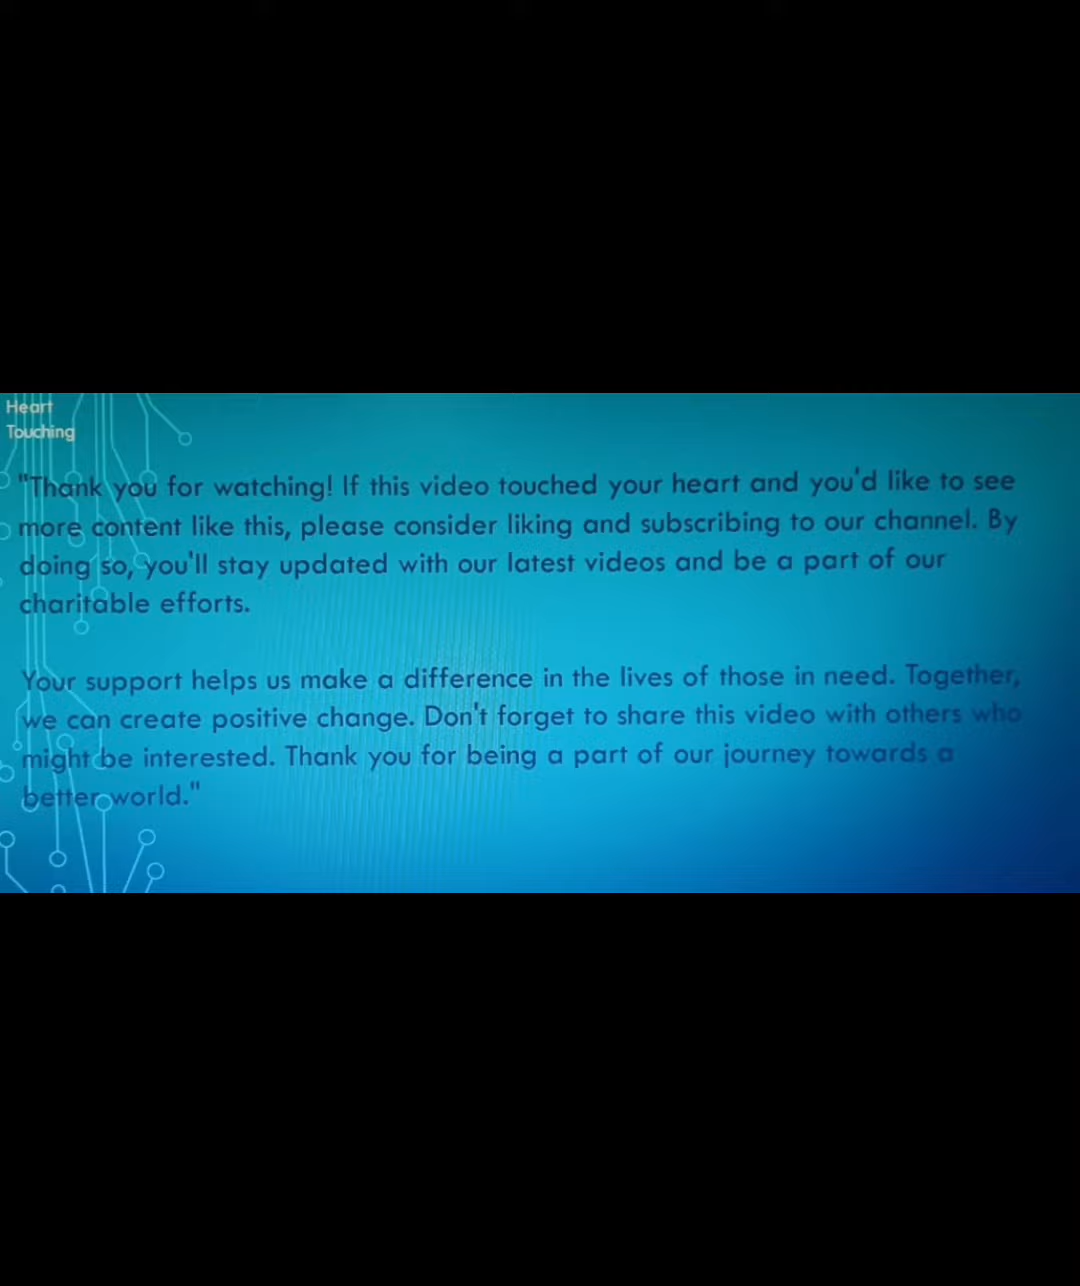 Heart
Touching
"Thank you for watching! If this video touched your heart and you'd like to see
more content like this, please consider liking and subscribing to our channel. By
doing so, you'll stay updated with our latest videos and be a part of our
charitable efforts.
Your support helps us make a difference in the lives of those in need. Together,
we can create positive change. Don't forget to share this video with others who
might be interested. Thank you for being a part of our journey towards a
better world."